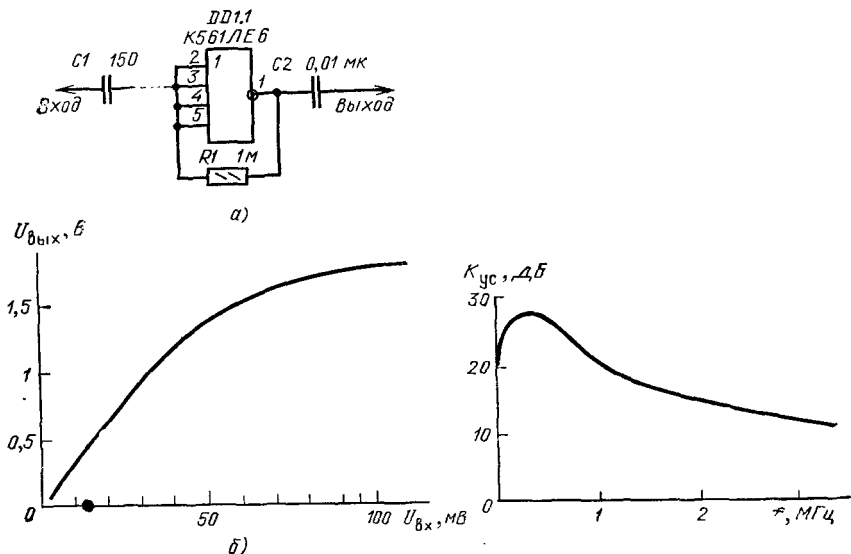 DD1.1
К561ЛЕ6
C1 150
C2 0,01 мк
2
3
4
5
1
1
Вход
Выход
R1 1М
а)
Uвых, В
1,5
1
0,5
0
50
100
Uвх, мВ
б)
Kус, дБ
30
20
10
0
1
2
f, МГц